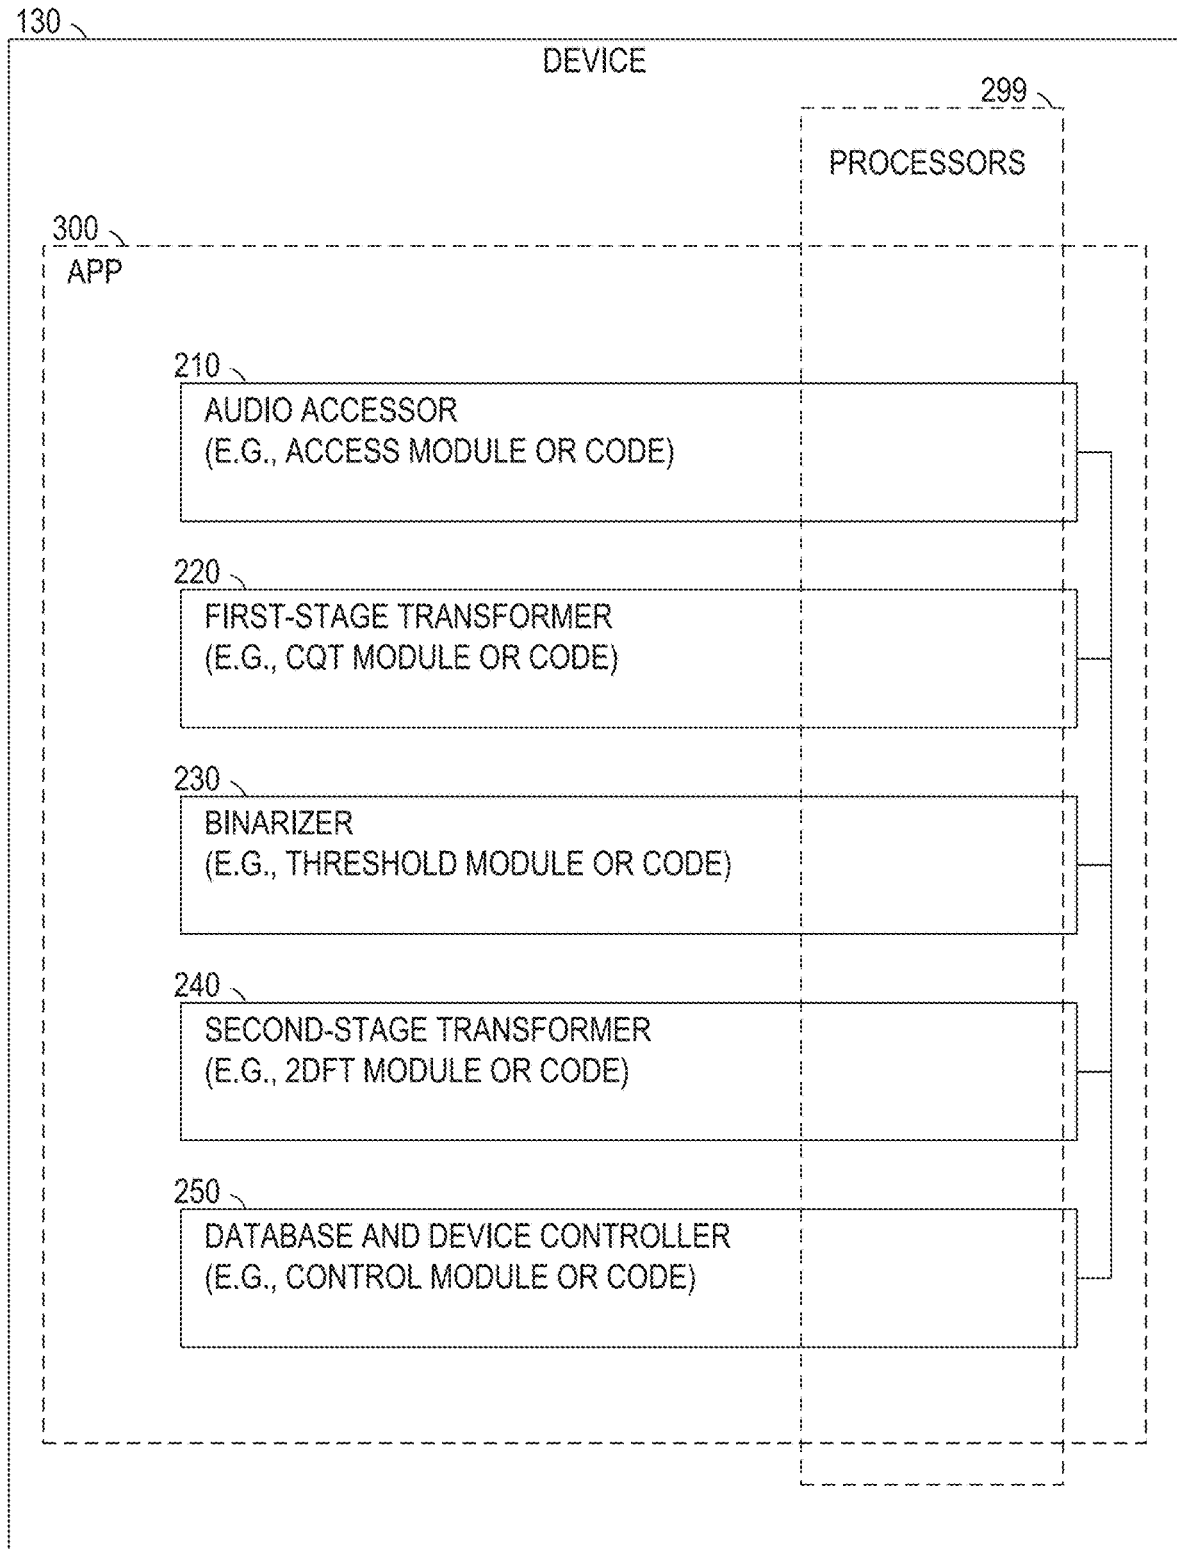 130
DEVICE
299
PROCESSORS
300
APP
210
AUDIO ACCESSOR
(E.G., ACCESS MODULE OR CODE)
220
FIRST-STAGE TRANSFORMER
(E.G., CQT MODULE OR CODE)
230
BINARIZER
(E.G., THRESHOLD MODULE OR CODE)
240
SECOND-STAGE TRANSFORMER
(E.G., 2DFT MODULE OR CODE)
250
DATABASE AND DEVICE CONTROLLER
(E.G., CONTROL MODULE OR CODE)